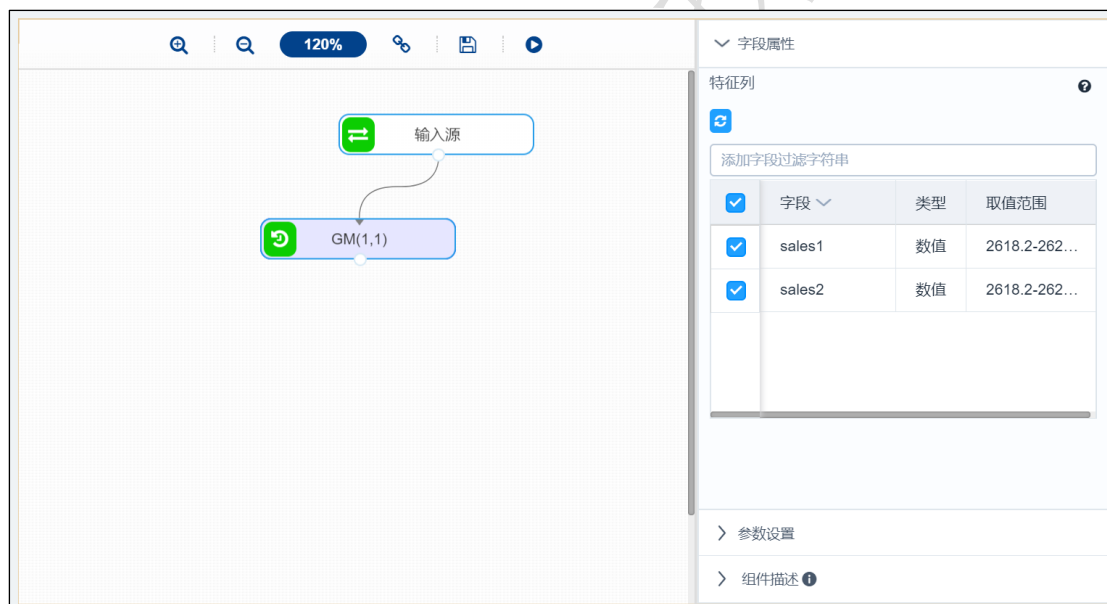 120%
字段属性
特征列
添加字段过滤字符串
字段 类型 取值范围
sales1 数值 2618.2-262...
sales2 数值 2618.2-262...
输入源
GM(1,1)
参数设置
组件描述